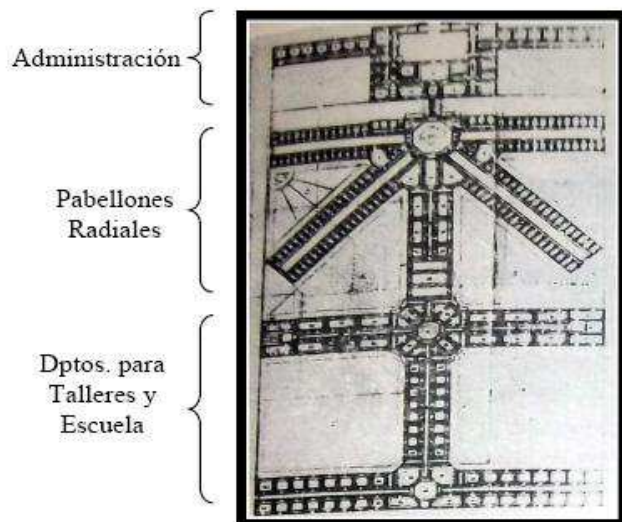 Administración
Pabellones
Radiales
Dptos. para
Talleres y
Escuela